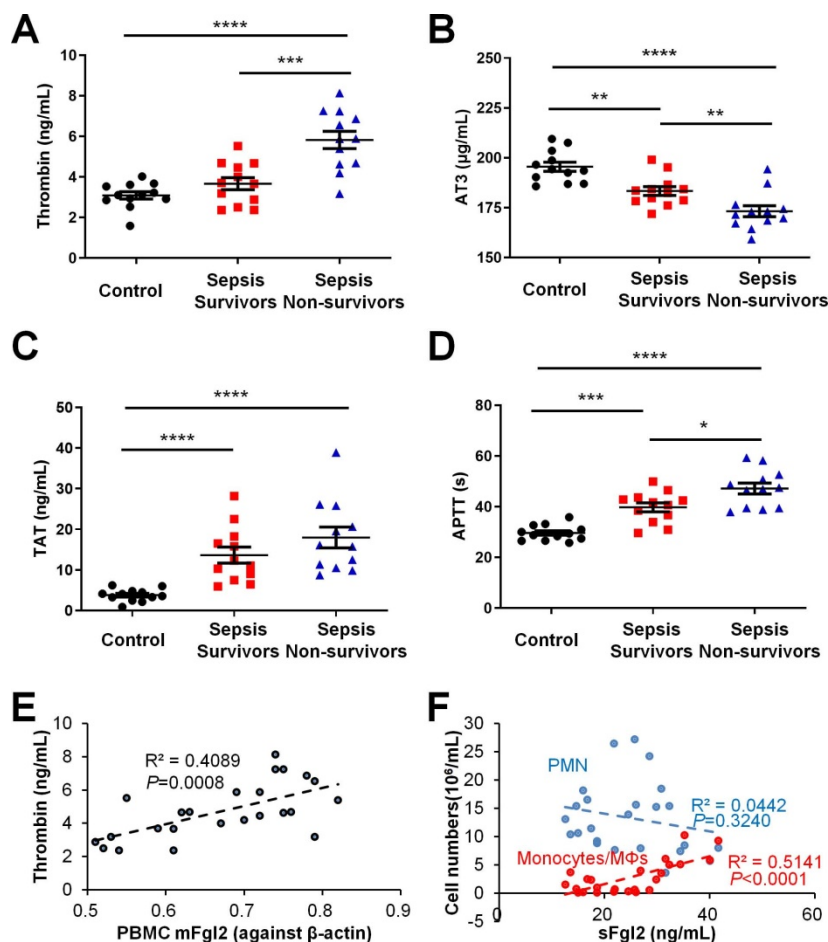 A
****
***
Thrombin (ng/mL)
10
8
6
4
2
0
Control
Sepsis
Survivors
Sepsis
Non-survivors
B
****
**
**
AT3 (µg/mL)
250
225
200
175
150
Control
Sepsis
Survivors
Sepsis
Non-survivors
C
****
****
TAT (ng/mL)
50
40
30
20
10
0
Control
Sepsis
Survivors
Sepsis
Non-survivors
D
****
***
*
APTT (s)
80
60
40
20
0
Control
Sepsis
Survivors
Sepsis
Non-survivors
E
Thrombin (ng/mL)
10
8
6
4
2
0
R² = 0.4089
P=0.0008
0.5 0.6 0.7 0.8 0.9
PBMC mFgl2 (against β-actin)
F
Cell numbers(10⁶/mL)
30
25
20
15
10
5
0
-5
PMN
R² = 0.0442
P=0.3240
Monocytes/MΦs
R² = 0.5141
P<0.0001
0 20 40 60
sFgl2 (ng/mL)